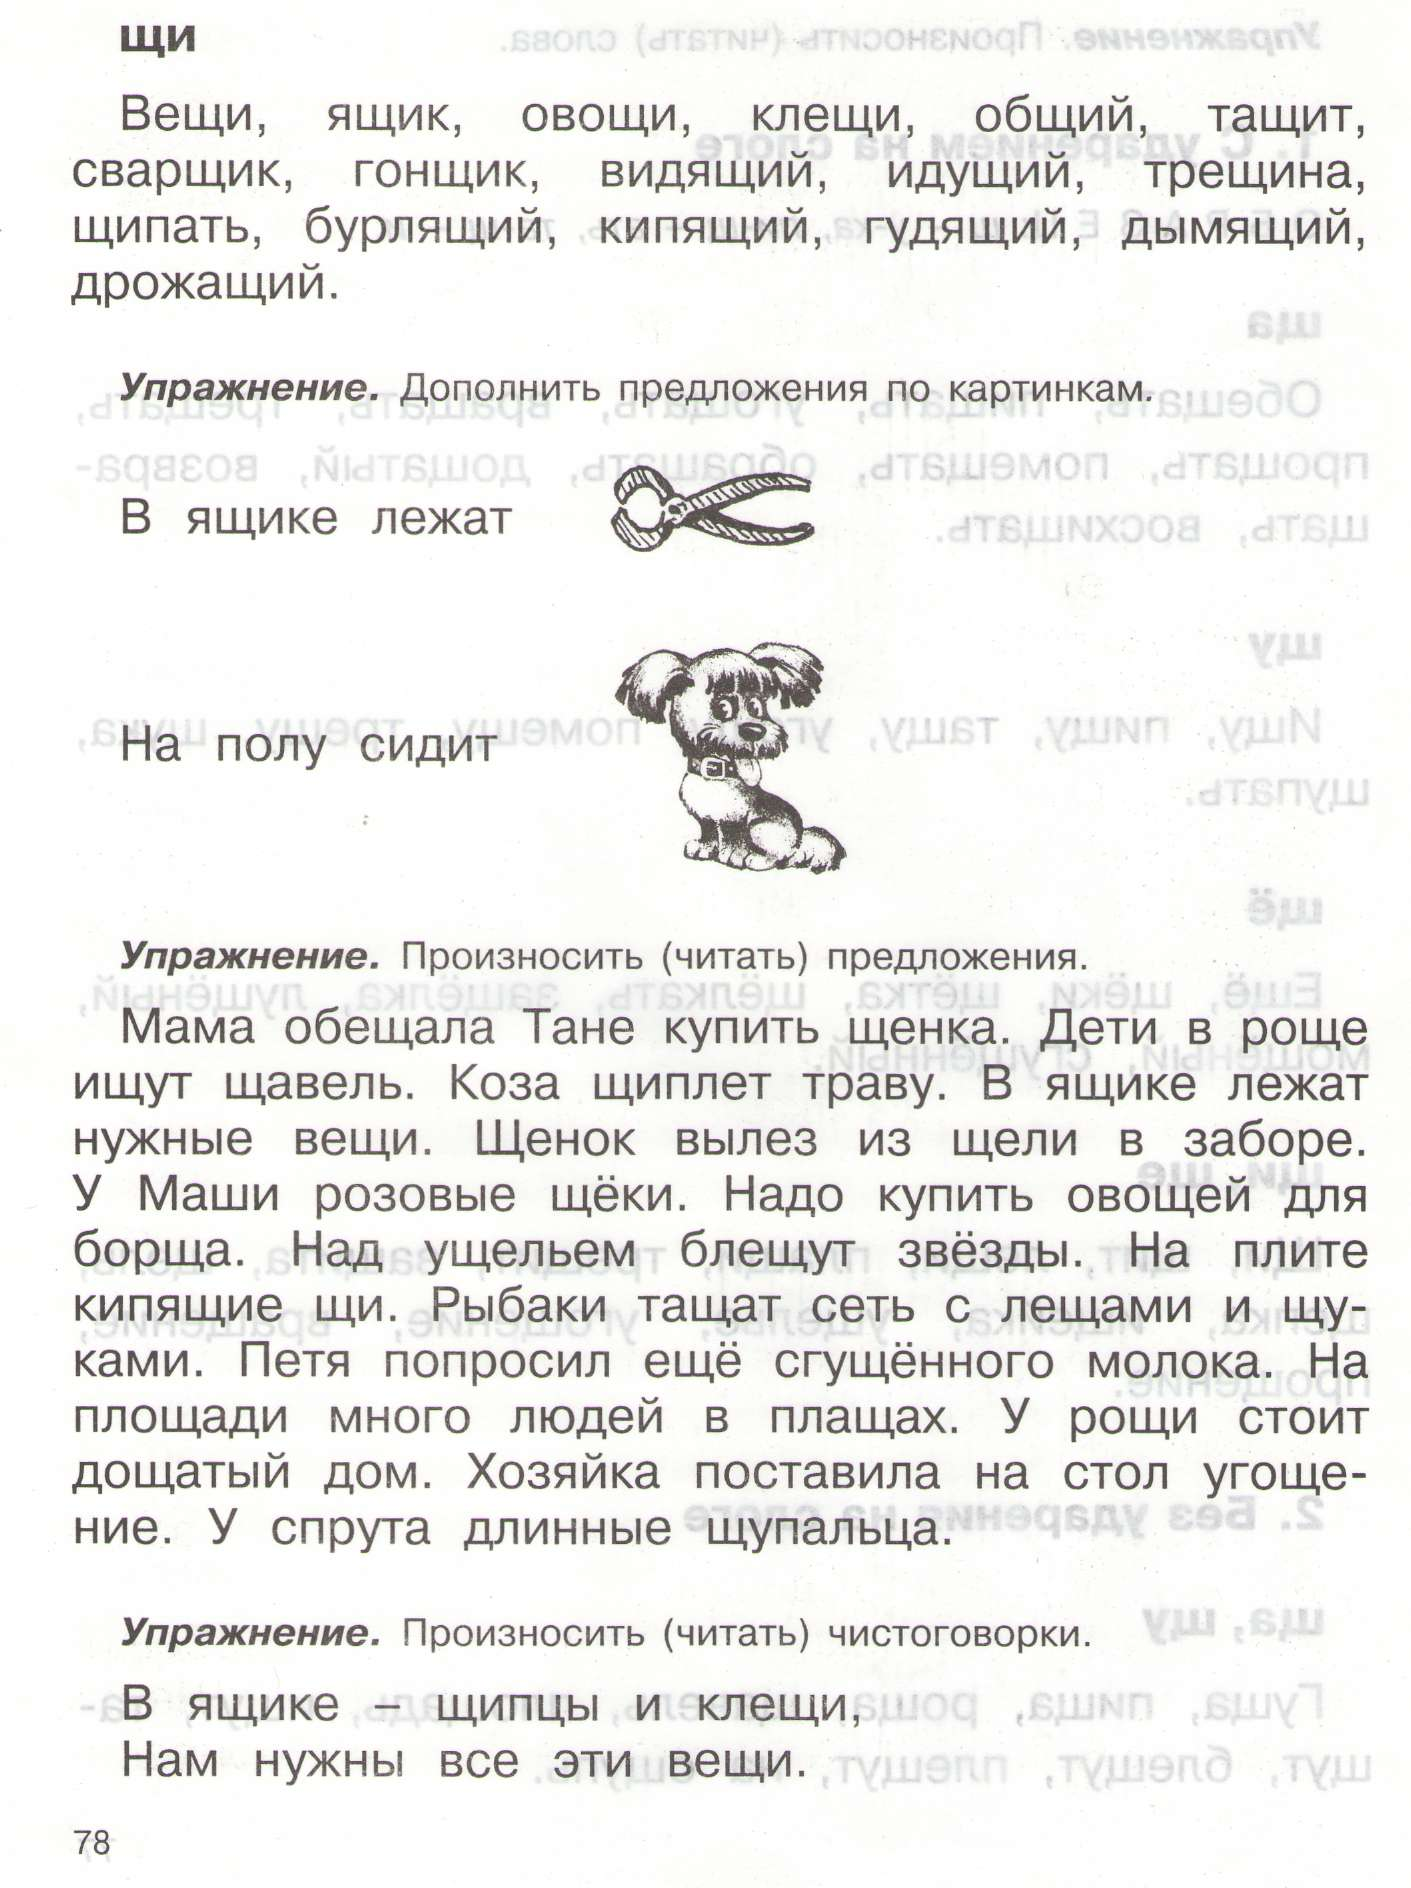 щи
Вещи, ящик, овощи, клещи, общий, тащит,
сварщик, гонщик, видящий, идущий, трещина,
щипать, бурлящий, кипящий, гудящий, дымящий,
дрожащий.
Упражнение. Дополнить предложения по картинкам.
В ящике лежат
На полу сидит
Упражнение. Произносить (читать) предложения.
Мама обещала Тане купить щенка. Дети в роще
ищут щавель. Коза щиплет траву. В ящике лежат
нужные вещи. Щенок вылез из щели в заборе.
У Маши розовые щёки. Надо купить овощей для
борща. Над ущельем блещут звёзды. На плите
кипящие щи. Рыбаки тащат сеть с лещами и щу-
ками. Петя попросил ещё сгущённого молока. На
площади много людей в плащах. У рощи стоит
дощатый дом. Хозяйка поставила на стол угоще-
ние. У спрута длинные щупальца.
Упражнение. Произносить (читать) чистоговорки.
В ящике – щипцы и клещи,
Нам нужны все эти вещи.
78